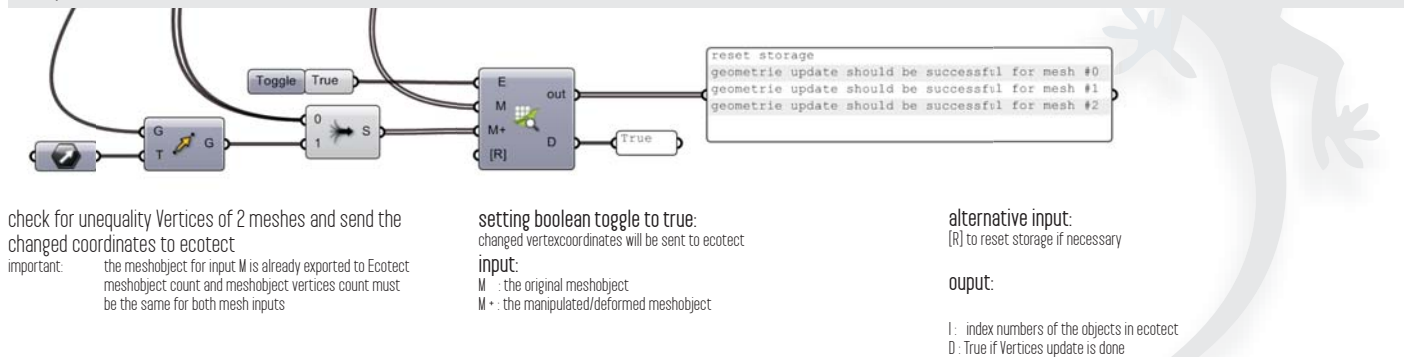 reset storage
geometrie update should be successful for mesh #0
geometrie update should be successful for mesh #1
geometrie update should be successful for mesh #2
Toggle True
E
M
M+
[R]
out
D
True
0
1
S
G
T
G
check for unequality Vertices of 2 meshes and send the
changed coordinates to ecotect
important: the meshobject for input M is already exported to Ecotect
meshobject count and meshobject vertices count must
be the same for both mesh inputs
setting boolean toggle to true:
changed vertexcoordinates will be sent to ecotect
input:
M : the original meshobject
M + : the manipulated/deformed meshobject
alternative input:
[R] to reset storage if necessary
ouput:
I : index numbers of the objects in ecotect
D : True if Vertices update is done